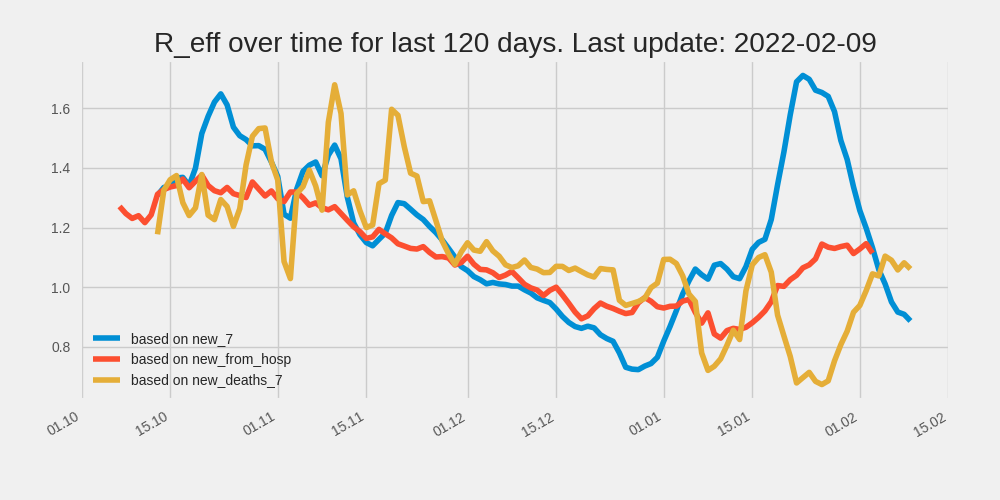 R_eff over time for last 120 days. Last update: 2022-02-09
1.6
1.4
1.2
1.0
0.8
based on new_7
based on new_from_hosp
based on new_deaths_7
01.10 15.10 01.11 15.11 01.12 15.12 01.01 15.01 01.02 15.02